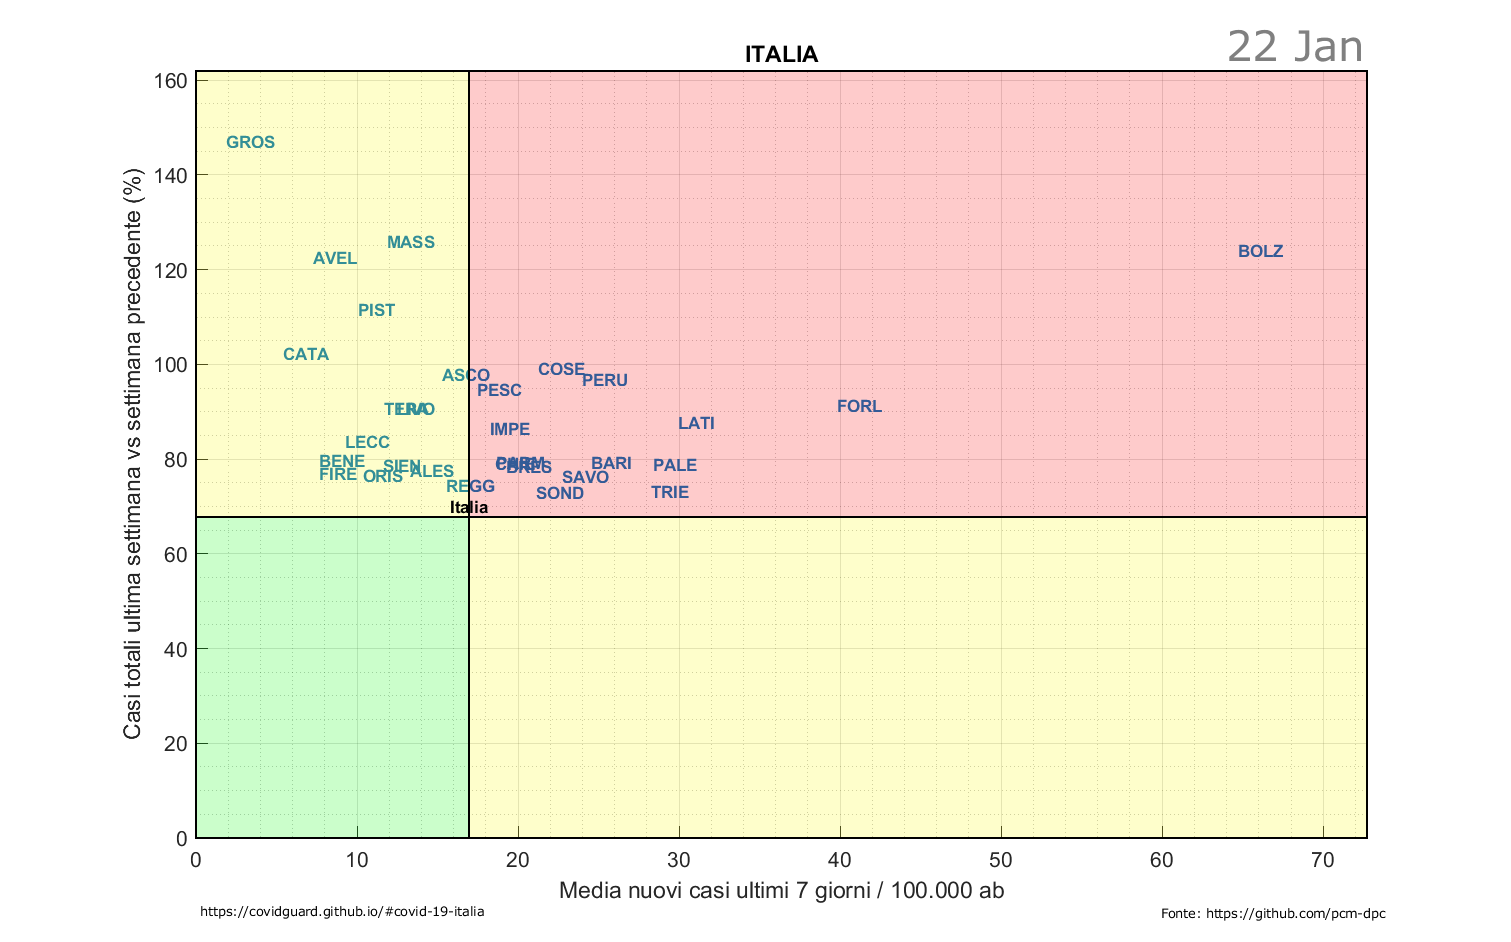 22 Jan
ITALIA
160
140
120
100
80
60
40
20
0
Casi totali ultima settimana vs settimana precedente (%)
GROS
MASS
AVEL
BOLZ
PIST
CATA
COSE
ASCO
PERU
PESC
TERA
FORL
LATI
IMPE
LECC
BENE
PARM
BARI
SIEN
BRES
PALE
FIRE
ORIS
ALES
SAVO
REGG
SOND
TRIE
Italia
0 10 20 30 40 50 60 70
Media nuovi casi ultimi 7 giorni / 100.000 ab
https://covidguard.github.io/#covid-19-italia
Fonte: https://github.com/pcm-dpc